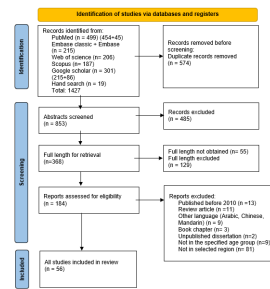 Identification of studies via databases and registers
Identification
Records identified from:
PubMed (n = 499) (454+45)
Embase classic + Embase
(n = 215)
Web of science (n= 206)
Scopus (n= 187)
Google scholar (n = 301)
(215+86)
Hand search (n = 19)
Total: 1427
Records removed before
screening:
Duplicate records removed
(n = 574)
Screening
Abstracts screened
(n = 853)
Records excluded
(n = 485)
Full length for retrieval
(n=368)
Full length not obtained (n= 55)
Full length excluded
(n = 129)
Reports assessed for eligibility
(n = 184)
Reports excluded:
Published before 2010 (n =13)
Review article (n =11)
Other language (Arabic, Chinese,
Mandarin) (n = 9)
Book chapter (n = 3)
Unpublished dissertation (n=2)
Not in the specified age group (n=9)
Not in selected region (n= 81)
Included
All studies included in review
(n = 56)